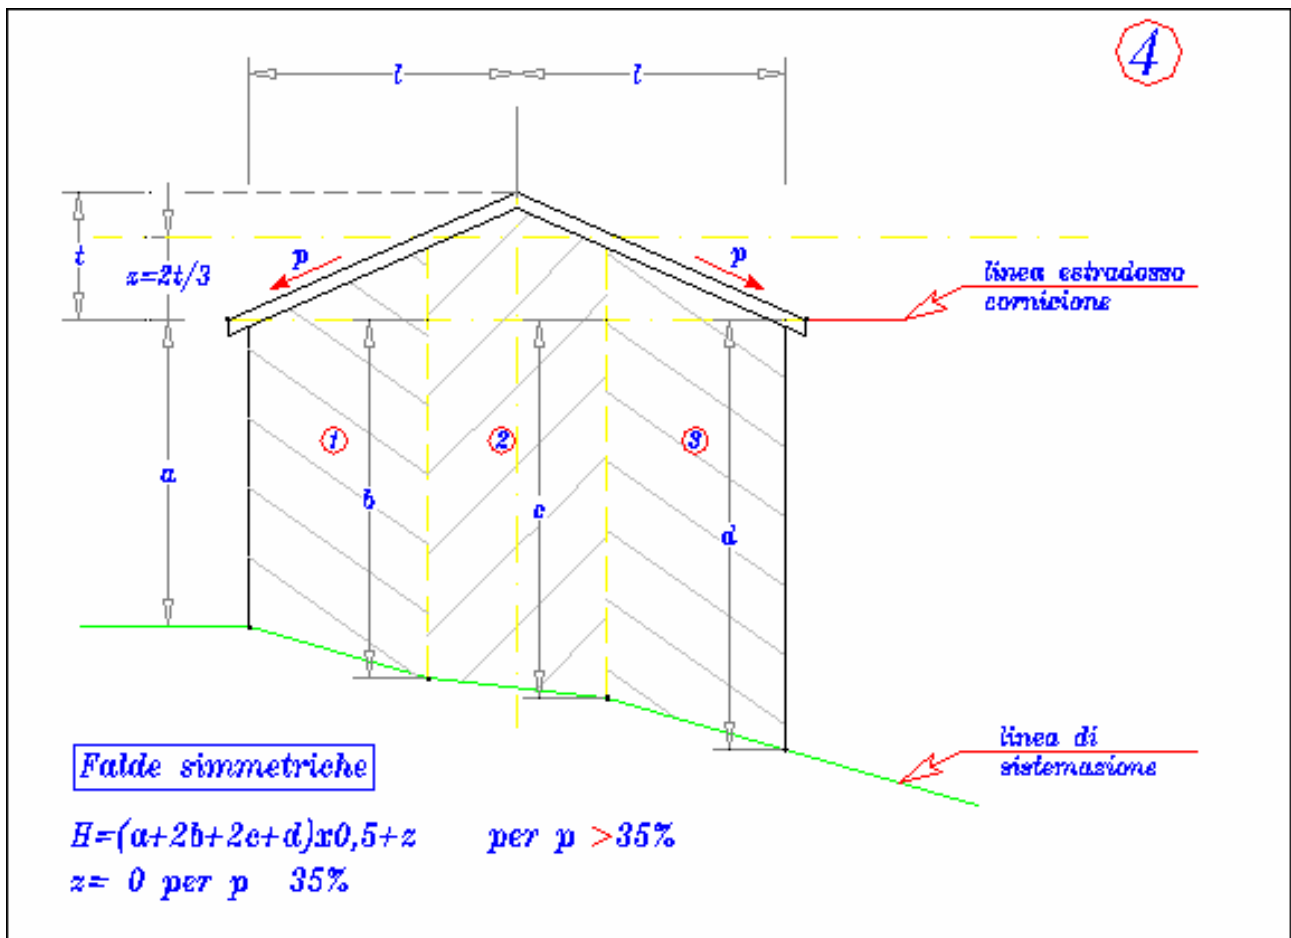 4
l l
p p
t
z=2t/3
linea estradosso
cornicione
1 2 3
a
b
c
d
linea di
sistemazione
Falde simmetriche
H=(a+2b+2c+d)x0,5+z per p >35%
z= 0 per p 35%